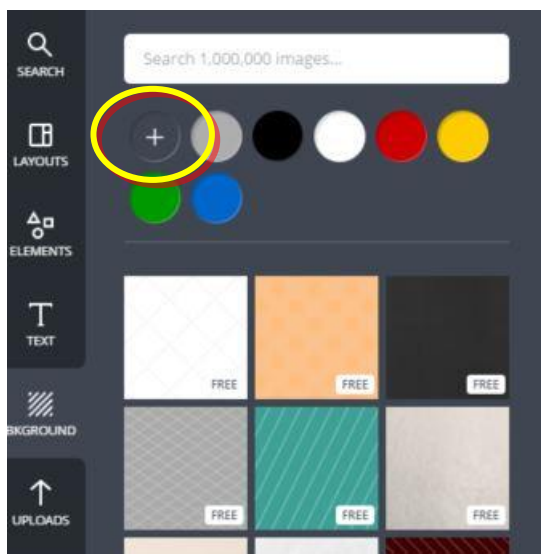 SEARCH
Search 1,000,000 images...
+
LAYOUTS
ELEMENTS
TEXT
BKGROUND
UPLOADS
FREE
FREE
FREE
FREE
FREE
FREE